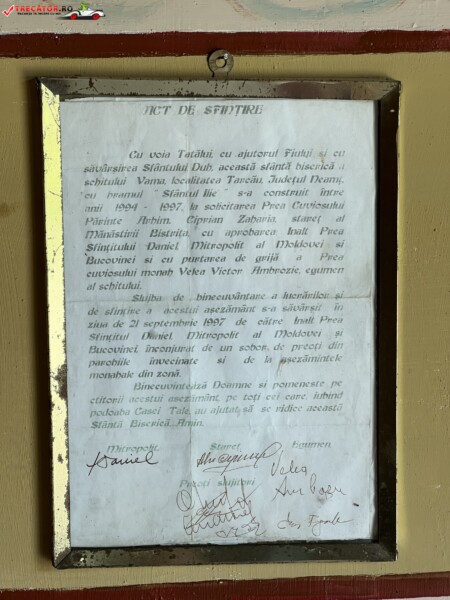 TRECATOR.RO
ACT DE SFINȚIRE
Cu voia Tatălui, cu ajutorul Fiului și cu
săvârșirea Sfântului Duh, această sfântă biserică a
schitului Vama, localitatea Tarcău, Județul Neamț,
cu hramul "Sfântul Ilie" s-a construit între
anii 1994 - 1997, la solicitarea Prea Cuviosului
Părinte Arhim. Ciprian Zaharia, stareț al
Mănăstirii Bistrița, cu aprobarea Înalt Prea
Sfințitului Daniel Mitropolit al Moldovei și
Bucovinei și cu purtarea de grijă a Prea
cuviosului monah Velea Victor Ambrozie, egumen
al schitului.
Slujba de binecuvântare a lucrărilor și
de sfințire a acestui așezământ s-a săvârșit în
ziua de 21 septembrie 1997 de către Înalt Prea
Sfințitul Daniel Mitropolit al Moldovei și
Bucovinei, înconjurat de un sobor de preoți din
parohiile învecinate și de la așezămintele
monahale din zonă.
Binecuvintează Doamne și pomenește pe
ctitorii acestui așezământ, pe toți cei care, iubind
podoaba Casei Tale, au ajutat să se ridice această
Sfântă Biserică. Amin.
Mitropolit Stareț Egumen
Daniel Velea
Preoți slujitori